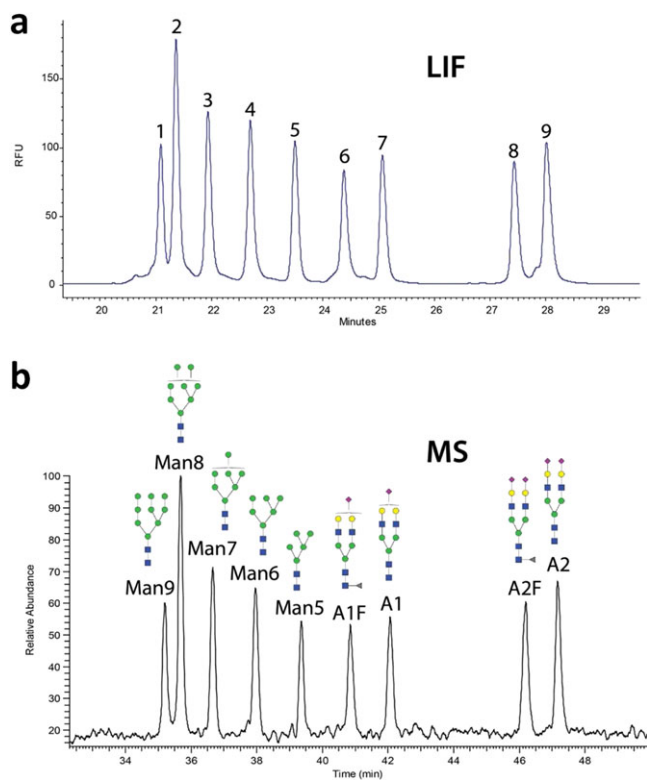 a
LIF
1
2
3
4
5
6
7
8
9
150
100
50
0
RFU
20 21 22 23 24 25 26 27 28 29
Minutes
b
MS
Man9
Man8
Man7
Man6
Man5
A1F
A1
A2F
A2
100
90
80
70
60
50
40
30
20
Relative Abundance
34 36 38 40 42 44 46 48
Time (min)